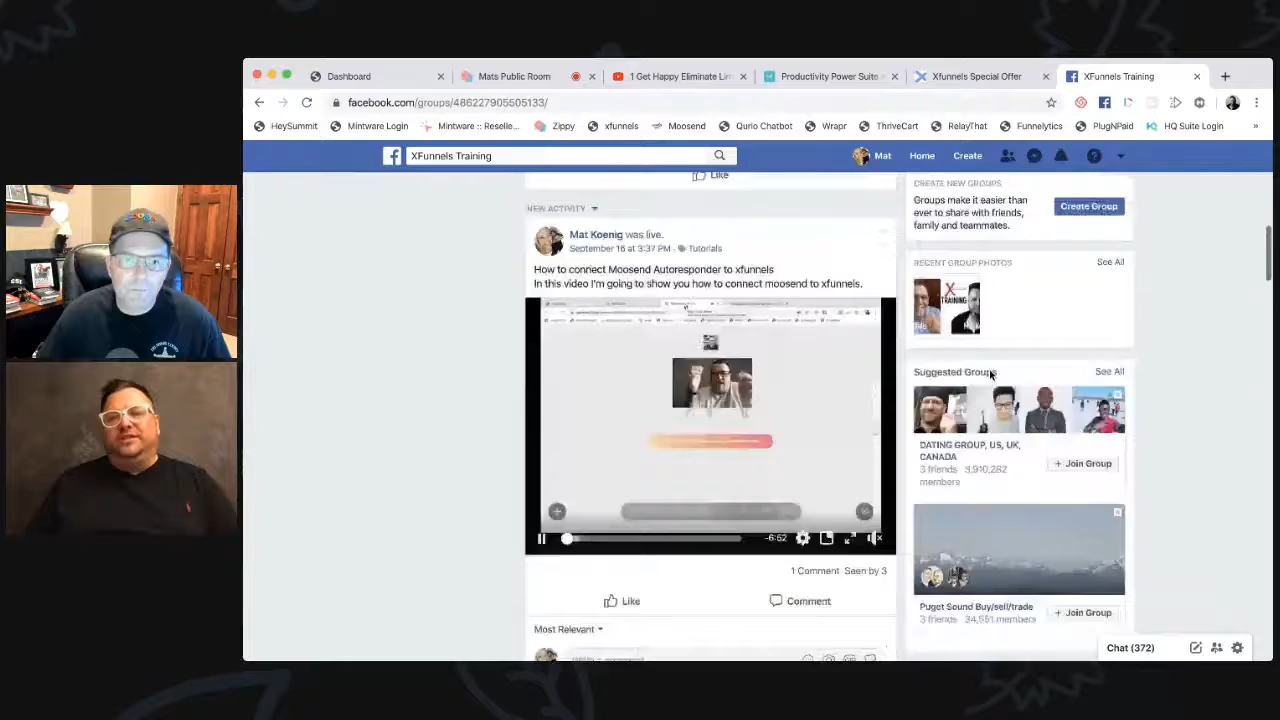 Dashboard
Mats Public Room
1 Get Happy Eliminate Lim
Productivity Power Suite
Xfunnels Special Offer
XFunnels Training
facebook.com/groups/486227905505133/
HeySummit
Mintware Login
Mintware :: Reselle...
Zippy
xfunnels
Moosend
Qurio Chatbot
Wrapr
ThriveCart
RelayThat
Funnelytics
PlugNPaid
HQ Suite Login
XFunnels Training
Mat
Home
Create
Like
NEW ACTIVITY
Mat Koenig was live.
September 16 at 3:37 PM · Tutorials
How to connect Moosend Autoresponder to xfunnels
In this video I'm going to show you how to connect moosend to xfunnels.
-6:52
1 Comment Seen by 3
Like
Comment
Most Relevant
CREATE NEW GROUPS
Groups make it easier than
ever to share with friends,
family and teammates.
Create Group
RECENT GROUP PHOTOS
See All
X
TRAINING
Suggested Groups
See All
DATING GROUP, US, UK,
CANADA
3 friends 3,910,282
members
+ Join Group
Puget Sound Buy/sell/trade
3 friends 34,551 members
+ Join Group
Chat (372)